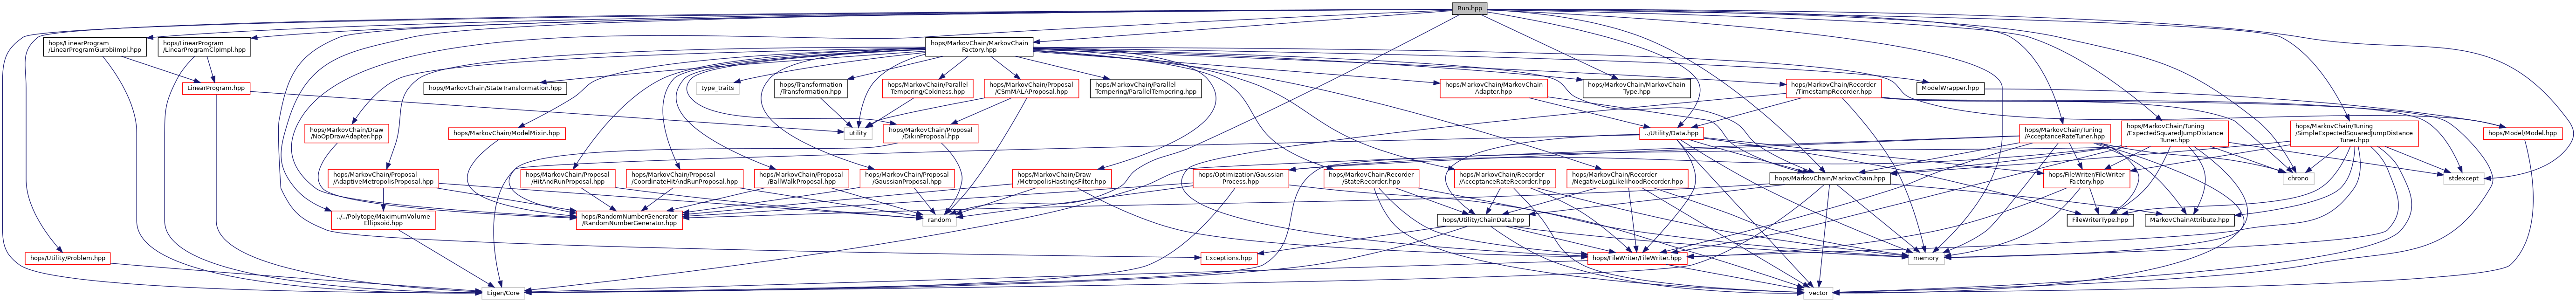 Run.hpp
hops/LinearProgram
/LinearProgramGurobiImpl.hpp
hops/LinearProgram
/LinearProgramClpImpl.hpp
hops/MarkovChain/MarkovChain
Factory.hpp
LinearProgram.hpp
hops/MarkovChain/StateTransformation.hpp
type_traits
hops/Transformation
/Transformation.hpp
hops/MarkovChain/Parallel
Tempering/Coldness.hpp
hops/MarkovChain/Proposal
/CSmMALAProposal.hpp
hops/MarkovChain/Parallel
Tempering/ParallelTempering.hpp
hops/MarkovChain/MarkovChain
Adapter.hpp
hops/MarkovChain/MarkovChain
Type.hpp
hops/MarkovChain/Recorder
/TimestampRecorder.hpp
ModelWrapper.hpp
hops/MarkovChain/Draw
/NoOpDrawAdapter.hpp
hops/MarkovChain/ModelMixin.hpp
utility
hops/MarkovChain/Proposal
/DikinProposal.hpp
../Utility/Data.hpp
hops/MarkovChain/Tuning
/AcceptanceRateTuner.hpp
hops/MarkovChain/Tuning
/ExpectedSquaredJumpDistance
Tuner.hpp
hops/MarkovChain/Tuning
/SimpleExpectedSquaredJumpDistance
Tuner.hpp
hops/Model/Model.hpp
hops/MarkovChain/Proposal
/AdaptiveMetropolisProposal.hpp
hops/MarkovChain/Proposal
/HitAndRunProposal.hpp
hops/MarkovChain/Proposal
/CoordinateHitAndRunProposal.hpp
hops/MarkovChain/Proposal
/BallWalkProposal.hpp
hops/MarkovChain/Proposal
/GaussianProposal.hpp
hops/MarkovChain/Draw
/MetropolisHastingsFilter.hpp
hops/Optimization/Gaussian
Process.hpp
hops/MarkovChain/Recorder
/StateRecorder.hpp
hops/MarkovChain/Recorder
/AcceptanceRateRecorder.hpp
hops/MarkovChain/Recorder
/NegativeLogLikelihoodRecorder.hpp
hops/MarkovChain/MarkovChain.hpp
hops/FileWriter/FileWriter
Factory.hpp
chrono
stdexcept
../../Polytope/MaximumVolume
Ellipsoid.hpp
hops/RandomNumberGenerator
/RandomNumberGenerator.hpp
random
hops/Utility/ChainData.hpp
FileWriterType.hpp
MarkovChainAttribute.hpp
hops/Utility/Problem.hpp
Exceptions.hpp
hops/FileWriter/FileWriter.hpp
memory
Eigen/Core
vector